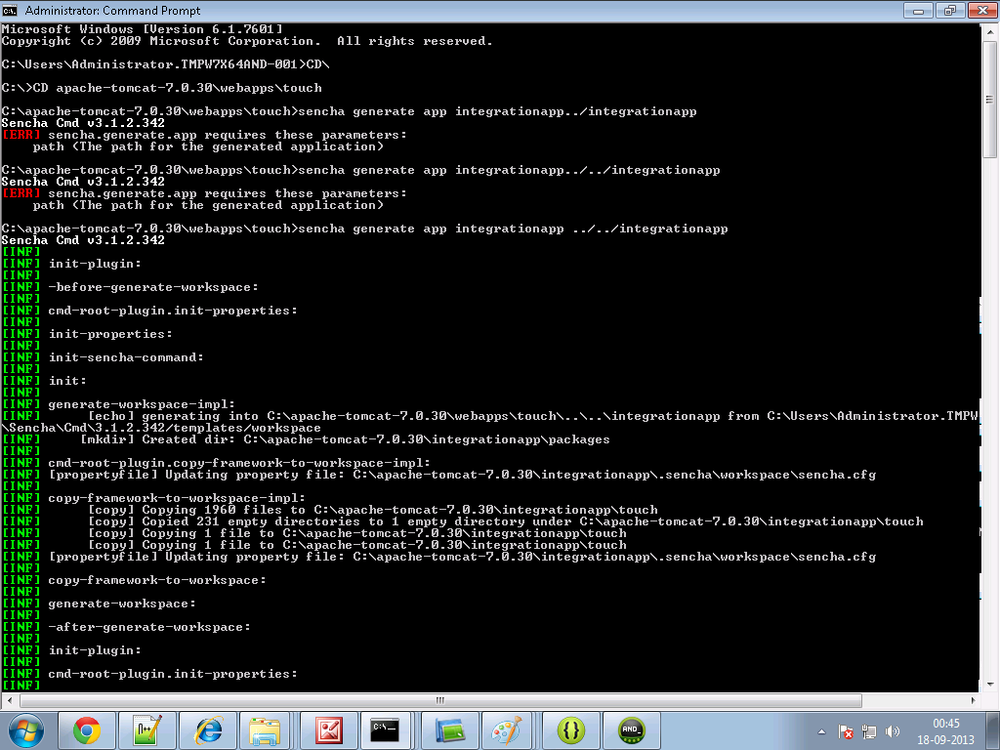 Administrator: Command Prompt
Microsoft Windows [Version 6.1.7601]
Copyright (c) 2009 Microsoft Corporation.  All rights reserved.
C:\Users\Administrator.TMPW7X64AND-001>CD\
C:\>CD apache-tomcat-7.0.30\webapps\touch
C:\apache-tomcat-7.0.30\webapps\touch>sencha generate app integrationapp../integrationapp
Sencha Cmd v3.1.2.342
[ERR] sencha.generate.app requires these parameters:
    path (The path for the generated application)
C:\apache-tomcat-7.0.30\webapps\touch>sencha generate app integrationapp../../integrationapp
Sencha Cmd v3.1.2.342
[ERR] sencha.generate.app requires these parameters:
    path (The path for the generated application)
C:\apache-tomcat-7.0.30\webapps\touch>sencha generate app integrationapp ../../integrationapp
Sencha Cmd v3.1.2.342
[INF]
[INF] init-plugin:
[INF]
[INF] -before-generate-workspace:
[INF]
[INF] cmd-root-plugin.init-properties:
[INF]
[INF] init-properties:
[INF]
[INF] init-sencha-command:
[INF]
[INF] init:
[INF]
[INF] generate-workspace-impl:
[INF]      [echo] generating into C:\apache-tomcat-7.0.30\webapps\touch\..\..\integrationapp from C:\Users\Administrator.TMPW
\Sencha\Cmd\3.1.2.342/templates/workspace
[INF]     [mkdir] Created dir: C:\apache-tomcat-7.0.30\integrationapp\packages
[INF]
[INF] cmd-root-plugin.copy-framework-to-workspace-impl:
[INF] [propertyfile] Updating property file: C:\apache-tomcat-7.0.30\integrationapp\.sencha\workspace\sencha.cfg
[INF]
[INF] copy-framework-to-workspace-impl:
[INF]      [copy] Copying 1960 files to C:\apache-tomcat-7.0.30\integrationapp\touch
[INF]      [copy] Copied 231 empty directories to 1 empty directory under C:\apache-tomcat-7.0.30\integrationapp\touch
[INF]      [copy] Copying 1 file to C:\apache-tomcat-7.0.30\integrationapp\touch
[INF]      [copy] Copying 1 file to C:\apache-tomcat-7.0.30\integrationapp\touch
[INF] [propertyfile] Updating property file: C:\apache-tomcat-7.0.30\integrationapp\.sencha\workspace\sencha.cfg
[INF]
[INF] copy-framework-to-workspace:
[INF]
[INF] generate-workspace:
[INF]
[INF] -after-generate-workspace:
[INF]
[INF] init-plugin:
[INF]
[INF] cmd-root-plugin.init-properties:
[INF]
00:45
18-09-2013